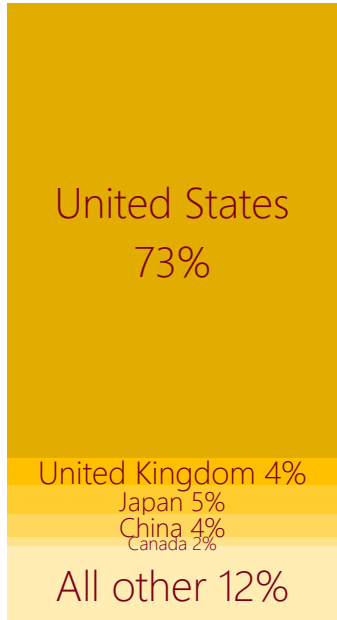 United States
73%
United Kingdom 4%
Japan 5%
China 4%
Canada 2%
All other 12%